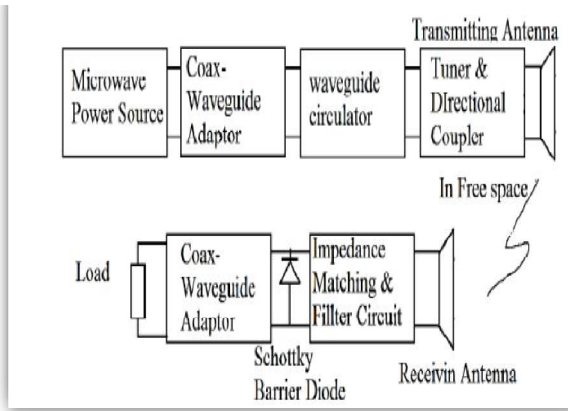 Transmitting Antenna
Microwave
Power Source
Coax-
Waveguide
Adaptor
waveguide
circulator
Tuner &
DIrectional
Coupler
In Free space
Load
Coax-
Waveguide
Adaptor
Impedance
Matching &
Fillter Circuit
Schottky
Barrier Diode
Receivin Antenna